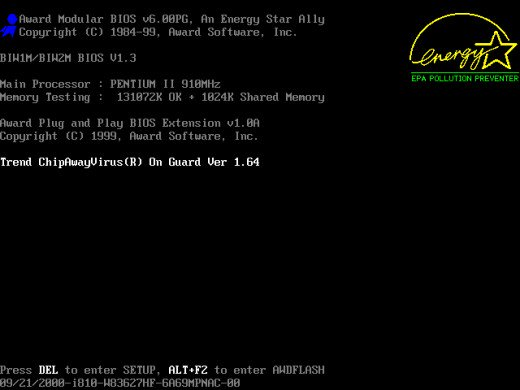 Award Modular BIOS v6.00PG, An Energy Star Ally
Copyright (C) 1984-99, Award Software, Inc.
energy
EPA POLLUTION PREVENTER
BIW1M/BIW2M BIOS V1.3
Main Processor : PENTIUM II 910MHz
Memory Testing :  131072K OK + 1024K Shared Memory
Award Plug and Play BIOS Extension v1.0A
Copyright (C) 1999, Award Software, Inc.
Trend ChipAwayVirus(R) On Guard Ver 1.64
Press DEL to enter SETUP, ALT+F2 to enter AWDFLASH
09/21/2000-i810-W83627HF-6A69MPNAC-00